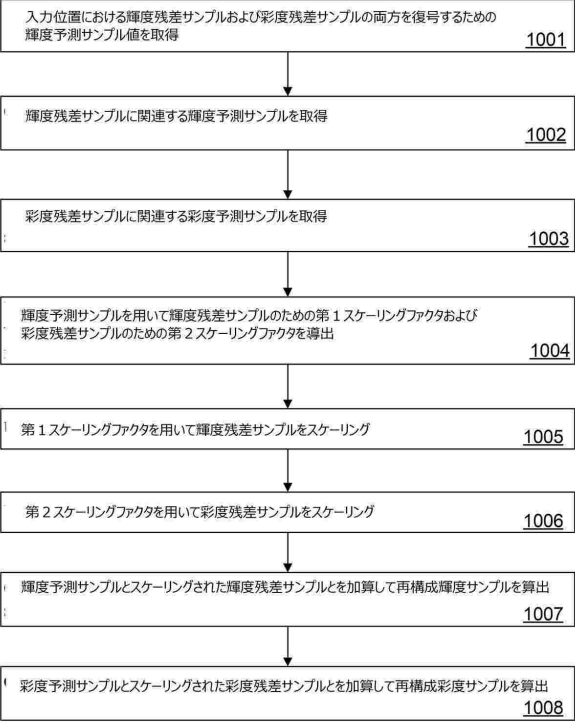 入力位置における輝度残差サンプルおよび彩度残差サンプルの両方を復号するための
輝度予測サンプル値を取得
1001
輝度残差サンプルに関連する輝度予測サンプルを取得
1002
彩度残差サンプルに関連する彩度予測サンプルを取得
1003
輝度予測サンプルを用いて輝度残差サンプルのための第1スケーリングファクタおよび
彩度残差サンプルのための第2スケーリングファクタを導出
1004
第1スケーリングファクタを用いて輝度残差サンプルをスケーリング
1005
第2スケーリングファクタを用いて彩度残差サンプルをスケーリング
1006
輝度予測サンプルとスケーリングされた輝度残差サンプルとを加算して再構成輝度サンプルを算出
1007
彩度予測サンプルとスケーリングされた彩度残差サンプルとを加算して再構成彩度サンプルを算出
1008